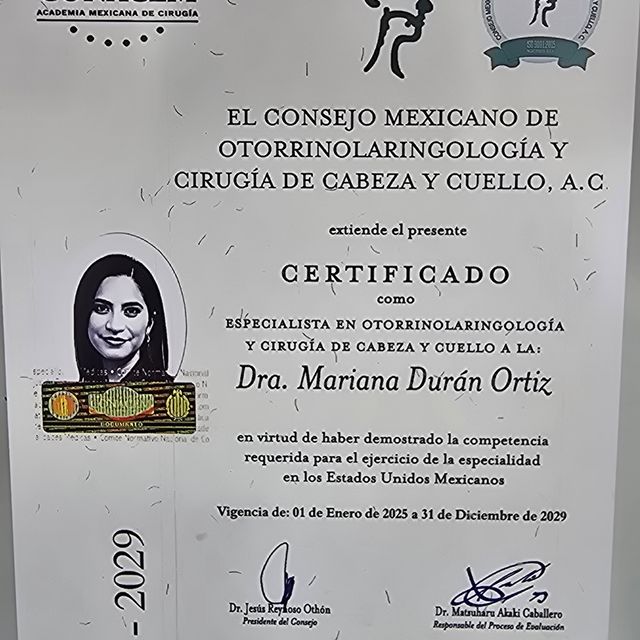 ACADEMIA MEXICANA DE CIRUGÍA
EL CONSEJO MEXICANO DE
OTORRINOLARINGOLOGÍA Y
CIRUGÍA DE CABEZA Y CUELLO, A.C.
extiende el presente
CERTIFICADO
como
ESPECIALISTA EN OTORRINOLARINGOLOGÍA
Y CIRUGÍA DE CABEZA Y CUELLO A LA:
Dra. Mariana Durán Ortiz
DOCUMENTO
en virtud de haber demostrado la competencia
requerida para el ejercicio de la especialidad
en los Estados Unidos Mexicanos
Vigencia de: 01 de Enero de 2025 a 31 de Diciembre de 2029
- 2029
Dr. Jesús Reynoso Othón
Presidente del Consejo
Dr. Matsuharu Akaki Caballero
Responsable del Proceso de Evaluación